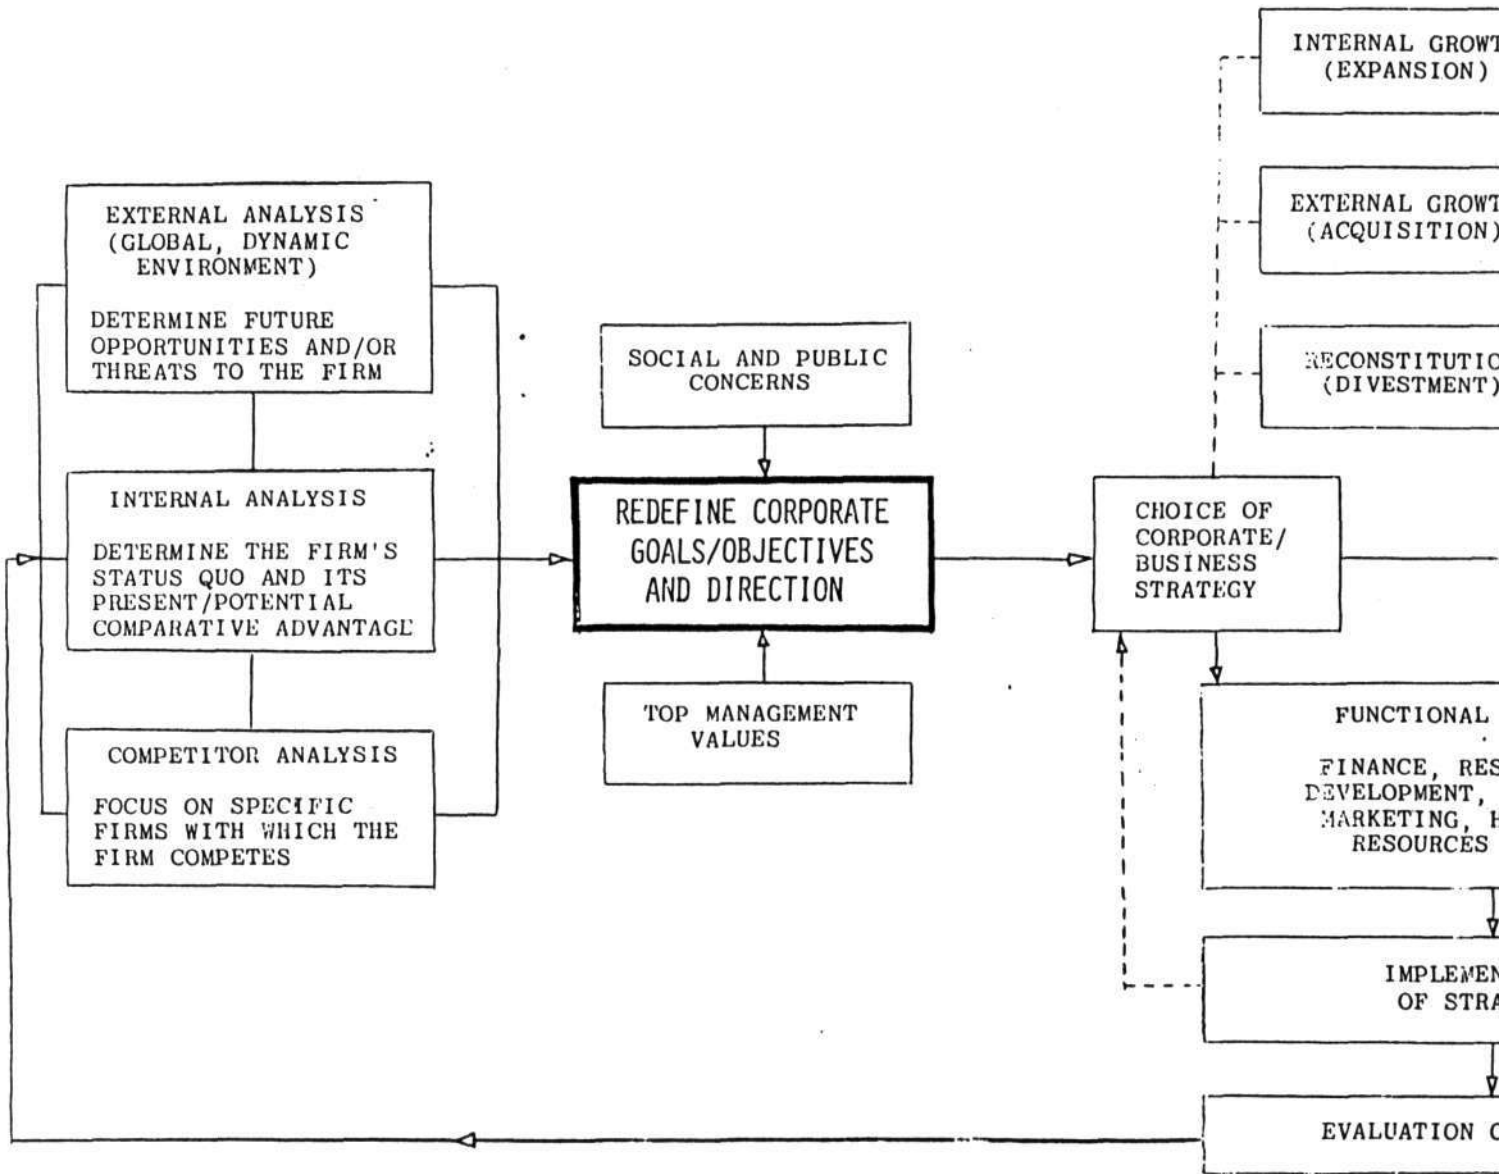 EXTERNAL ANALYSIS
(GLOBAL, DYNAMIC
ENVIRONMENT)
DETERMINE FUTURE
OPPORTUNITIES AND/OR
THREATS TO THE FIRM
INTERNAL ANALYSIS
DETERMINE THE FIRM'S
STATUS QUO AND ITS
PRESENT/POTENTIAL
COMPARATIVE ADVANTAGE
COMPETITOR ANALYSIS
FOCUS ON SPECIFIC
FIRMS WITH WHICH THE
FIRM COMPETES
SOCIAL AND PUBLIC
CONCERNS
REDEFINE CORPORATE
GOALS/OBJECTIVES
AND DIRECTION
TOP MANAGEMENT
VALUES
INTERNAL GROWT
(EXPANSION)
EXTERNAL GROWT
(ACQUISITION)
RECONSTITUTIO
(DIVESTMENT)
CHOICE OF
CORPORATE/
BUSINESS
STRATEGY
FUNCTIONAL
FINANCE, RES
DEVELOPMENT,
MARKETING, H
RESOURCES
IMPLEMEN
OF STRA
EVALUATION O